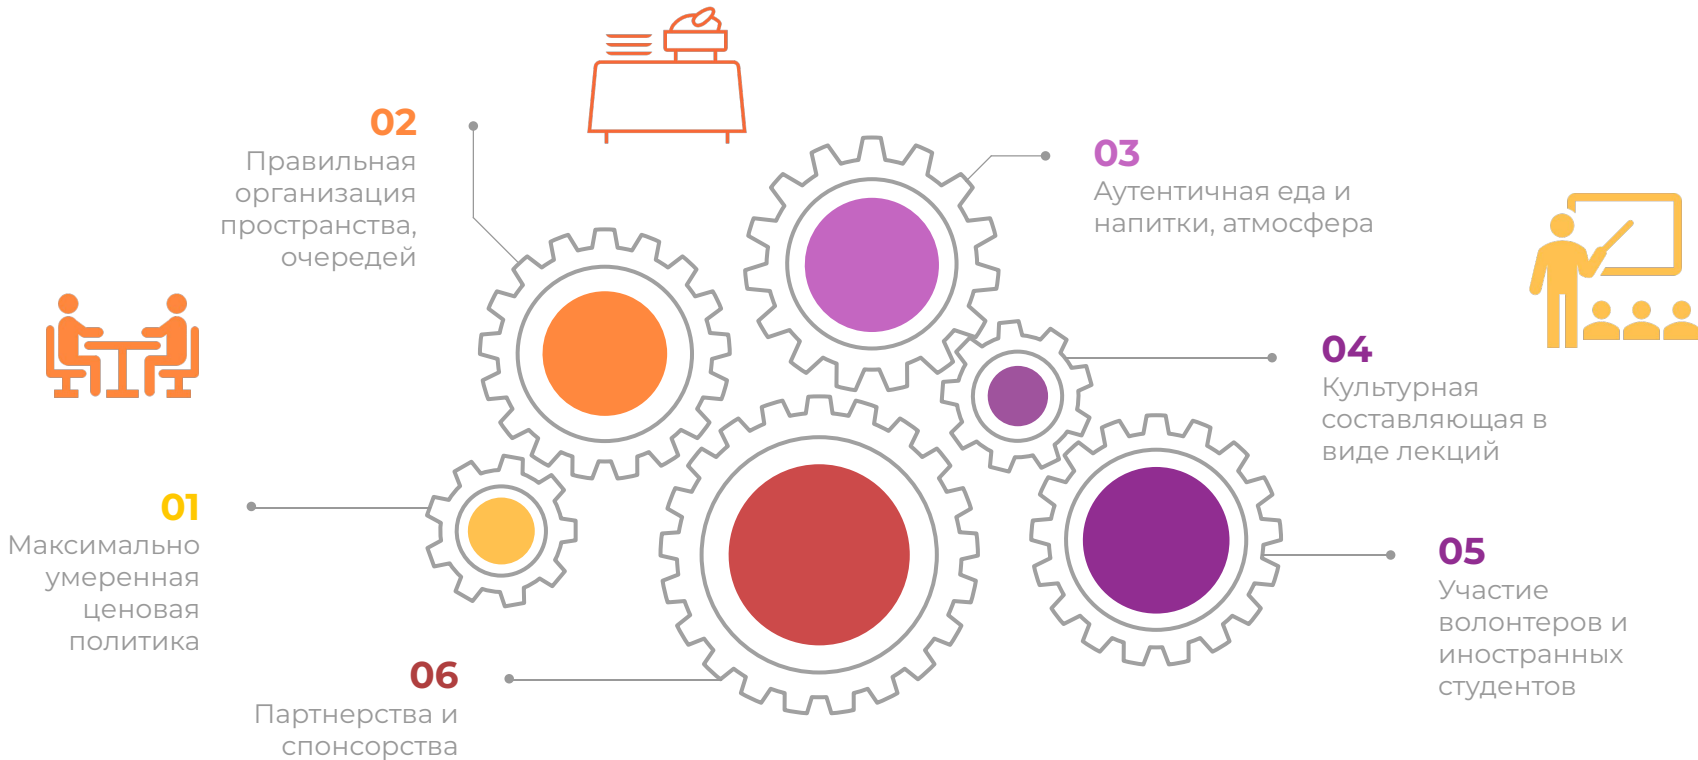 01
Максимально
умеренная
ценовая
политика
02
Правильная
организация
пространства,
очередей
03
Аутентичная еда и
напитки, атмосфера
04
Культурная
составляющая в
виде лекций
05
Участие
волонтеров и
иностранных
студентов
06
Партнерства и
спонсорства